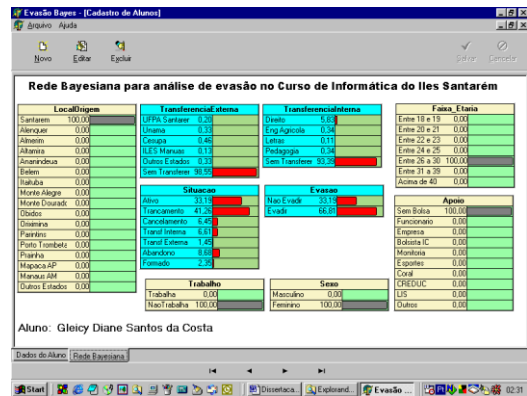 Evasão Bayes - [Cadastro de Alunos]
Arquivo Ajuda
Novo Editar Excluir Salvar Cancelar
Rede Bayesiana para análise de evasão no Curso de Informática do Iles Santarém
LocalOrigem
Santarem 100,00
Alenquer 0,00
Almerim 0,00
Altamira 0,00
Ananindeua 0,00
Belem 0,00
Itaituba 0,00
Monte Alegre 0,00
Monte Dourado 0,00
Obidos 0,00
Oriximina 0,00
Parintins 0,00
Porto Trombeta 0,00
Prainha 0,00
Mapaca AP 0,00
Manaus AM 0,00
Outros Estados 0,00
TransferenciaExterna
UFPA Santarer 0,20
Unama 0,33
Cesupa 0,46
ILES Manuas 0,13
Outros Estados 0,33
Sem Transferer 98,55
TransferenciaInterna
Direito 5,83
Eng Agricola 0,34
Letras 0,11
Pedagogia 0,34
Sem Transferer 93,39
Faixa_Etaria
Entre 18 e 19 0,00
Entre 20 e 21 0,00
Entre 22 e 23 0,00
Entre 24 e 25 0,00
Entre 26 a 30 100,00
Entre 31 a 39 0,00
Acima de 40 0,00
Situacao
Ativo 33,19
Trancamento 41,26
Cancelamento 6,45
Transf Interna 6,61
Transf Externa 1,45
Abandono 8,68
Formado 2,35
Evasao
Nao Evadir 33,19
Evadir 66,81
Apoio
Sem Bolsa 100,00
Funcionario 0,00
Empresa 0,00
Bolsista IC 0,00
Monitoria 0,00
Esportes 0,00
Coral 0,00
CREDUC 0,00
LIS 0,00
Outros 0,00
Trabalho
Trabalha 0,00
NaoTrabalha 100,00
Sexo
Masculino 0,00
Feminino 100,00
Aluno: Gleicy Diane Santos da Costa
Dados do Aluno Rede Bayesiana
Start Dissertaca... Explorand... Evasão ... 02:31